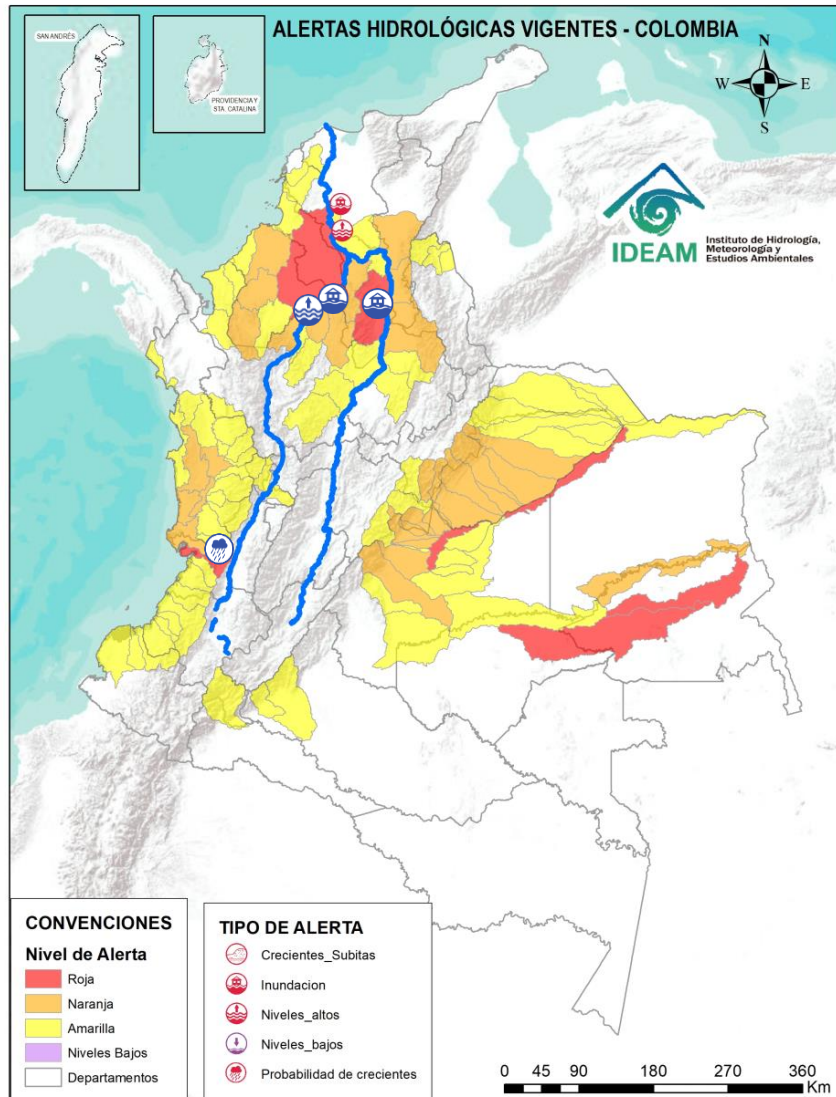 ALERTAS HIDROLÓGICAS VIGENTES - COLOMBIA
SAN ANDRÉS
PROVIDENCIA Y
STA. CATALINA
N
W
E
S
IDEAM
Instituto de Hidrología,
Meteorología y
Estudios Ambientales
CONVENCIONES
Nivel de Alerta
Roja
Naranja
Amarilla
Niveles Bajos
Departamentos
TIPO DE ALERTA
Crecientes_Subitas
Inundacion
Niveles_altos
Niveles_bajos
Probabilidad de crecientes
0 45 90 180 270 360
Km